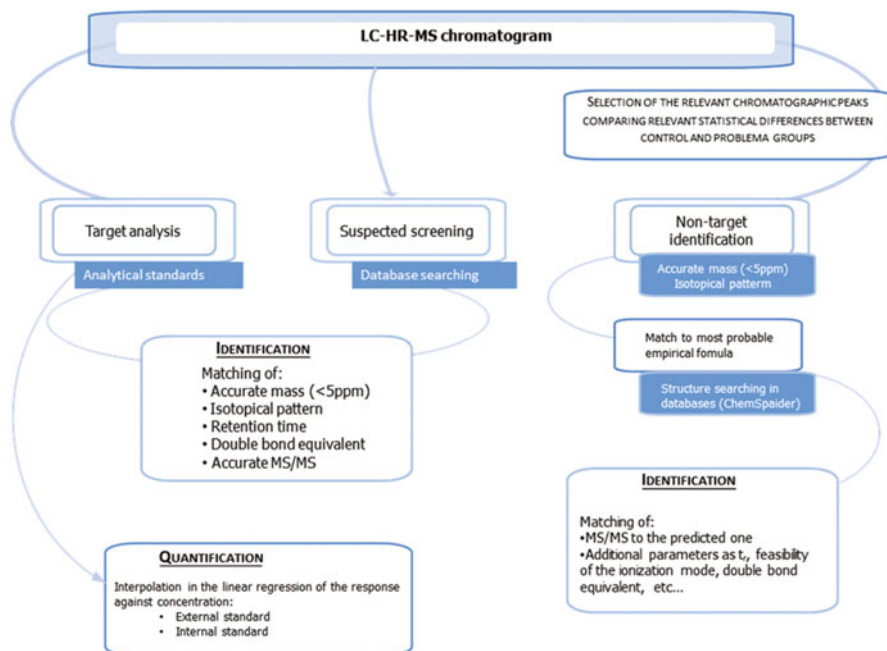 LC-HR-MS chromatogram
SELECTION OF THE RELEVANT CHROMATOGRAPHIC PEAKS
COMPARING RELEVANT STATISTICAL DIFFERENCES BETWEEN
CONTROL AND PROBLEMA GROUPS
Target analysis
Analytical standards
Suspected screening
Database searching
Non-target
identification
Accurate mass (<5ppm)
Isotopical patterm
Match to most probable
empirical fomula
Structure searching in
databases (ChemSpaider)
IDENTIFICATION
Matching of:
• Accurate mass (<5ppm)
• Isotopical pattern
• Retention time
• Double bond equivalent
• Accurate MS/MS
IDENTIFICATION
Matching of:
•MS/MS to the predicted one
•Additional parameters as tr, feasibility
of the ionization mode, double bond
equivalent, etc...
QUANTIFICATION
Interpolation in the linear regression of the response
against concentration:
• External standard
• Internal standard